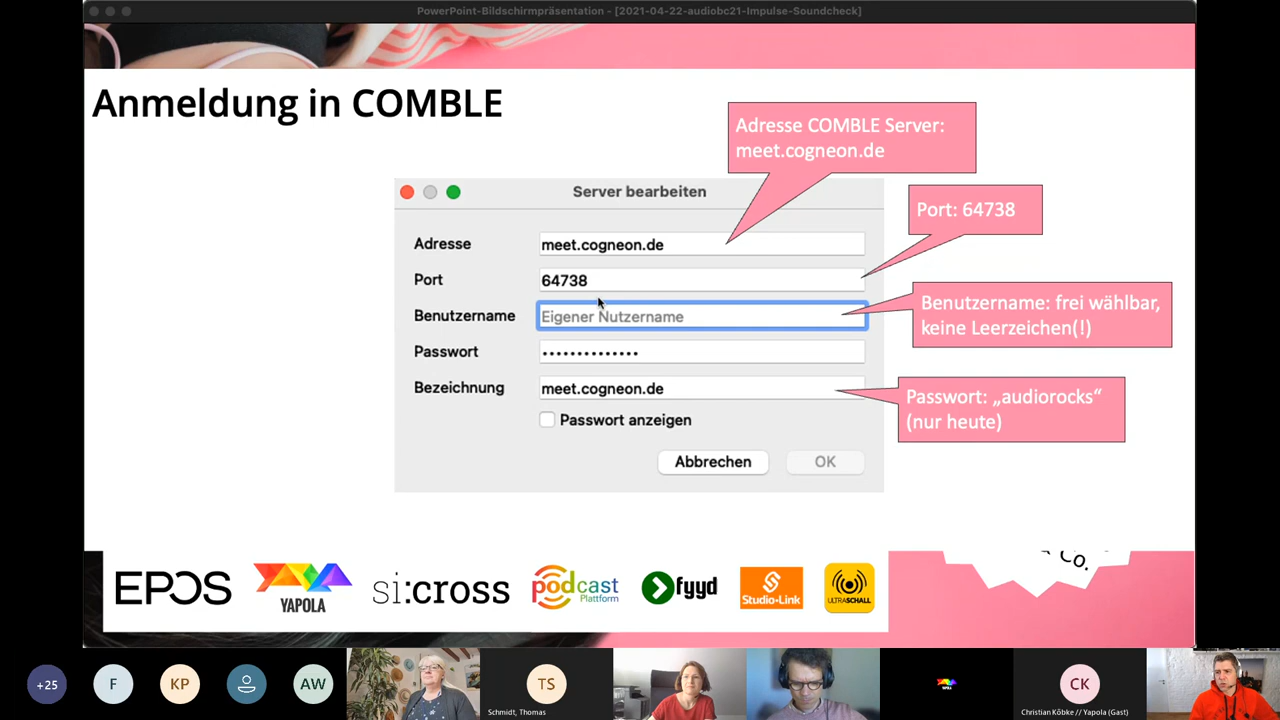 PowerPoint-Bildschirmpräsentation - [2021-04-22-audiobc21-Impulse-Soundcheck]
Anmeldung in COMBLE
Adresse COMBLE Server:
meet.cogneon.de
Port: 64738
Benutzername: frei wählbar,
keine Leerzeichen(!)
Passwort: „audiorocks“
(nur heute)
Server bearbeiten
Adresse
meet.cogneon.de
Port
64738
Benutzername
Eigener Nutzername
Passwort
••••••••••••••
Bezeichnung
meet.cogneon.de
Passwort anzeigen
Abbrechen
OK
EPOS
YAPOLA
si:cross
podcast
Plattform
fyyd
Studio-Link
ULTRASCHALL
CO.
+25
F
KP
AW
TS
Schmidt, Thomas
CK
Christian Köbke // Yapola (Gast)